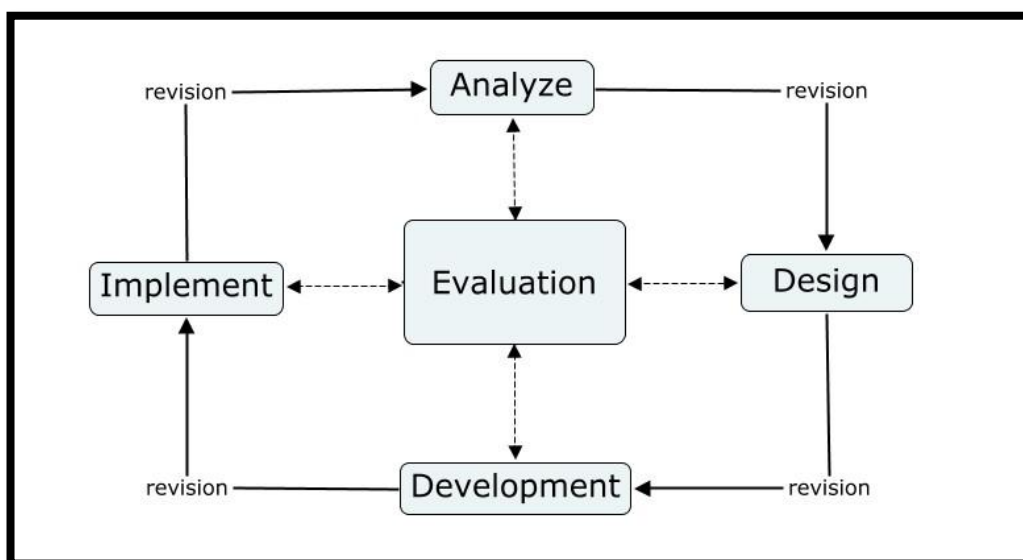 revision
Analyze
revision
Implement
Evaluation
Design
revision
Development
revision